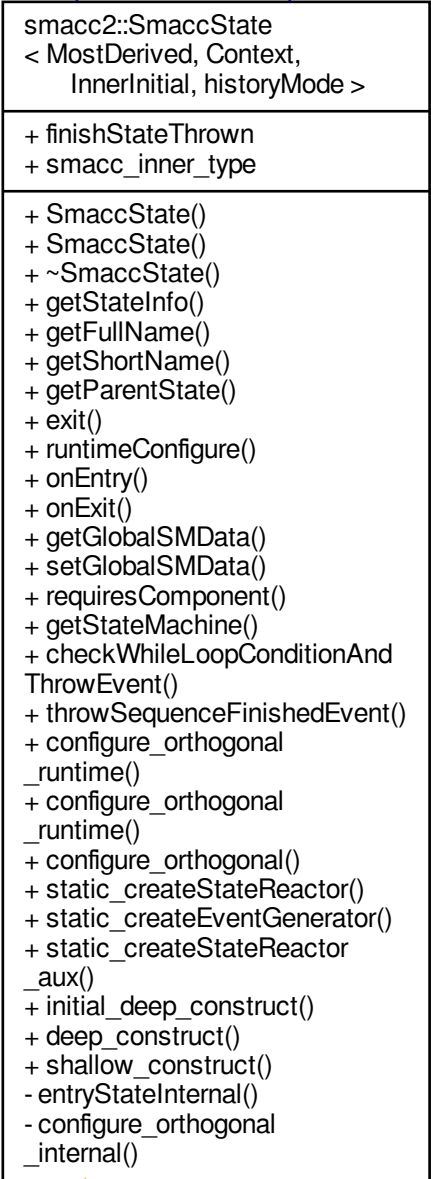 smacc2::SmaccState
< MostDerived, Context,
InnerInitial, historyMode >
+ finishStateThrown
+ smacc_inner_type
+ SmaccState()
+ SmaccState()
+ ~SmaccState()
+ getStateInfo()
+ getFullName()
+ getShortName()
+ getParentState()
+ exit()
+ runtimeConfigure()
+ onEntry()
+ onExit()
+ getGlobalSMData()
+ setGlobalSMData()
+ requiresComponent()
+ getStateMachine()
+ checkWhileLoopConditionAnd
ThrowEvent()
+ throwSequenceFinishedEvent()
+ configure_orthogonal
_runtime()
+ configure_orthogonal
_runtime()
+ configure_orthogonal()
+ static_createStateReactor()
+ static_createEventGenerator()
+ static_createStateReactor
_aux()
+ initial_deep_construct()
+ deep_construct()
+ shallow_construct()
- entryStateInternal()
- configure_orthogonal
_internal()